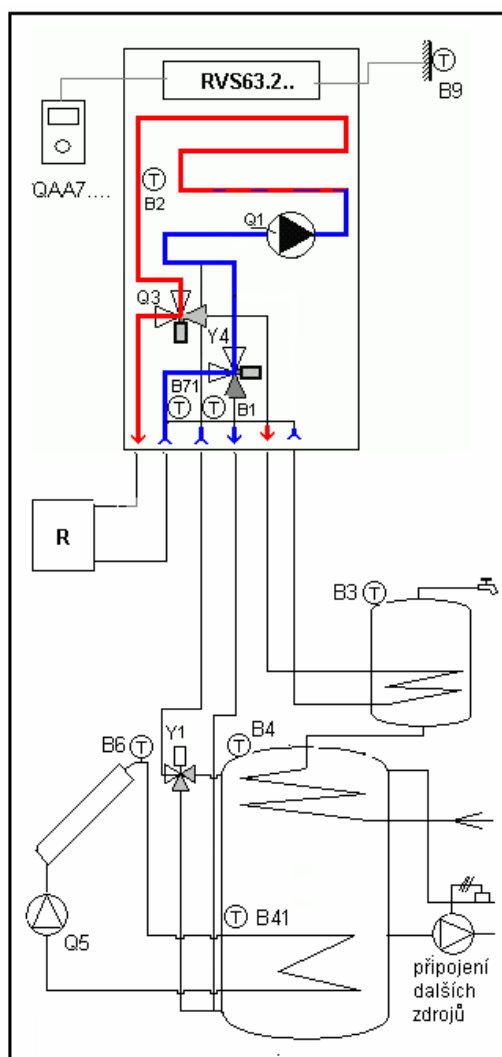 RVS63.2..
T
B9
QAA7....
T
B2
Q1
Q3
Y4
B71
T
T
B1
R
B3
T
Y1
B4
B6
T
T
T
B41
Q5
připojení
dalších
zdrojů